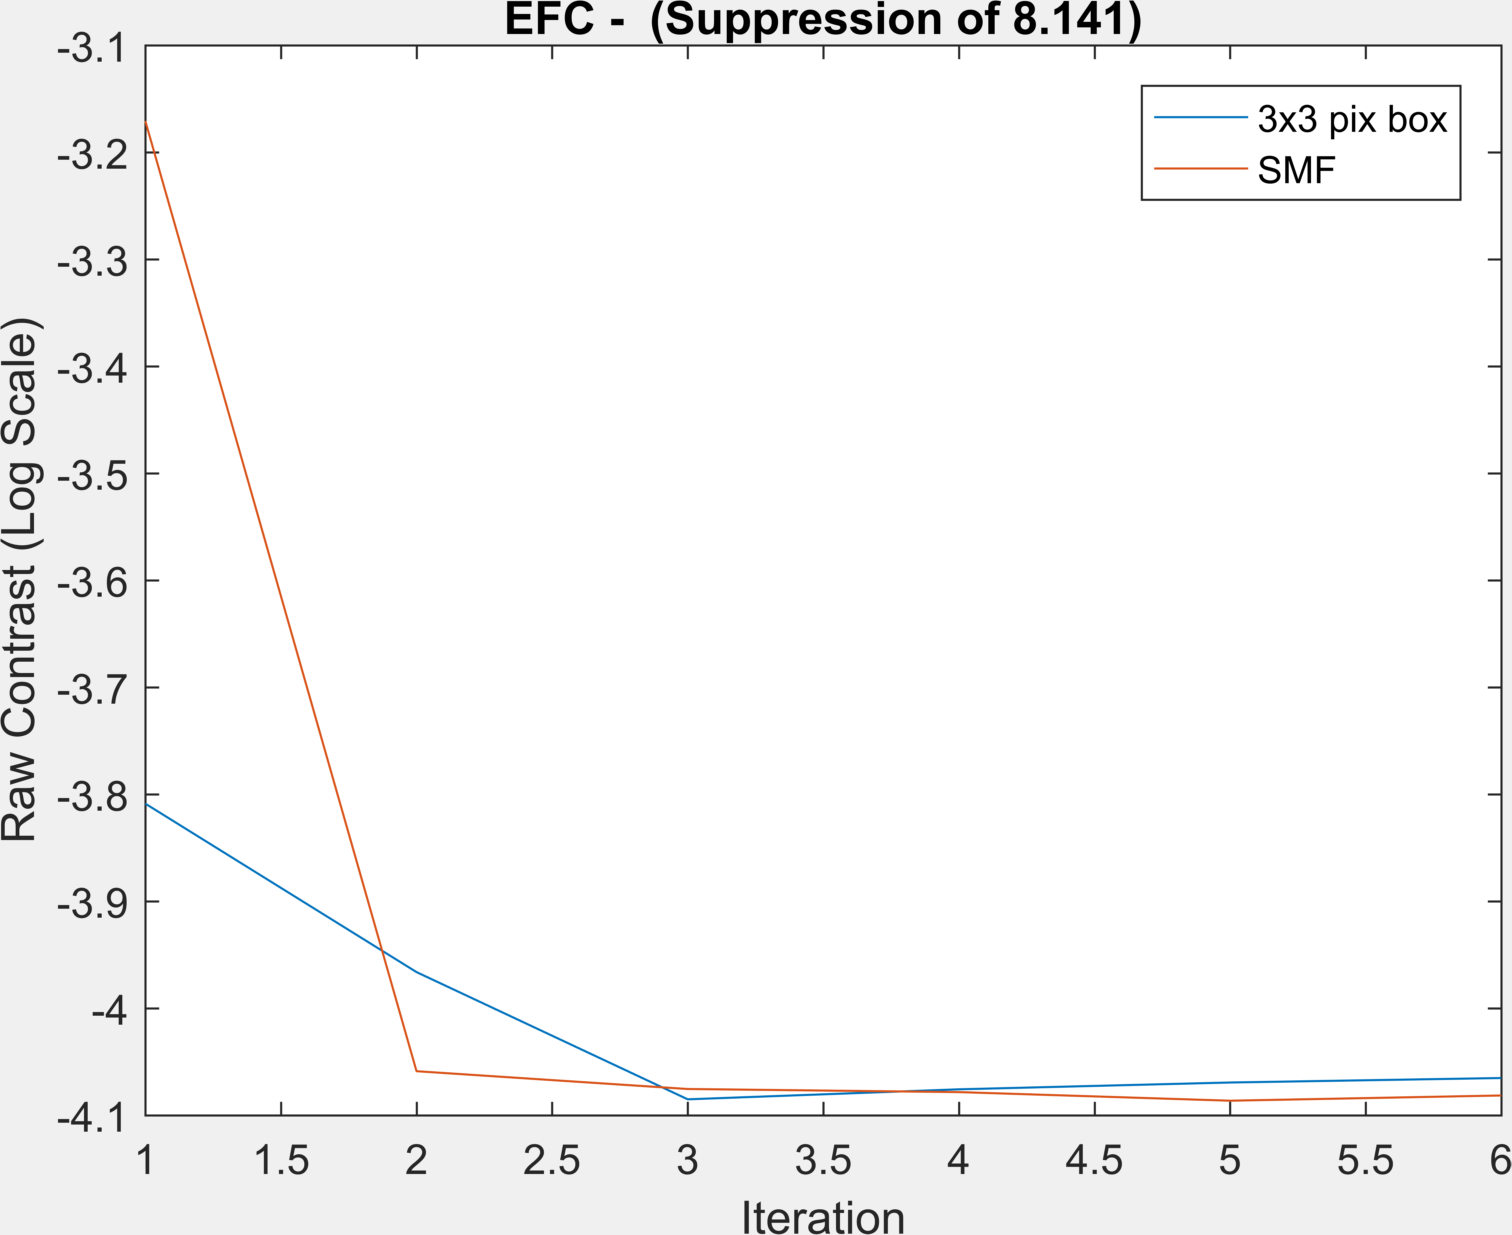 EFC -  (Suppression of 8.141)
3x3 pix box
SMF
Raw Contrast (Log Scale)
-3.1
-3.2
-3.3
-3.4
-3.5
-3.6
-3.7
-3.8
-3.9
-4
-4.1
1 1.5 2 2.5 3 3.5 4 4.5 5 5.5 6
Iteration